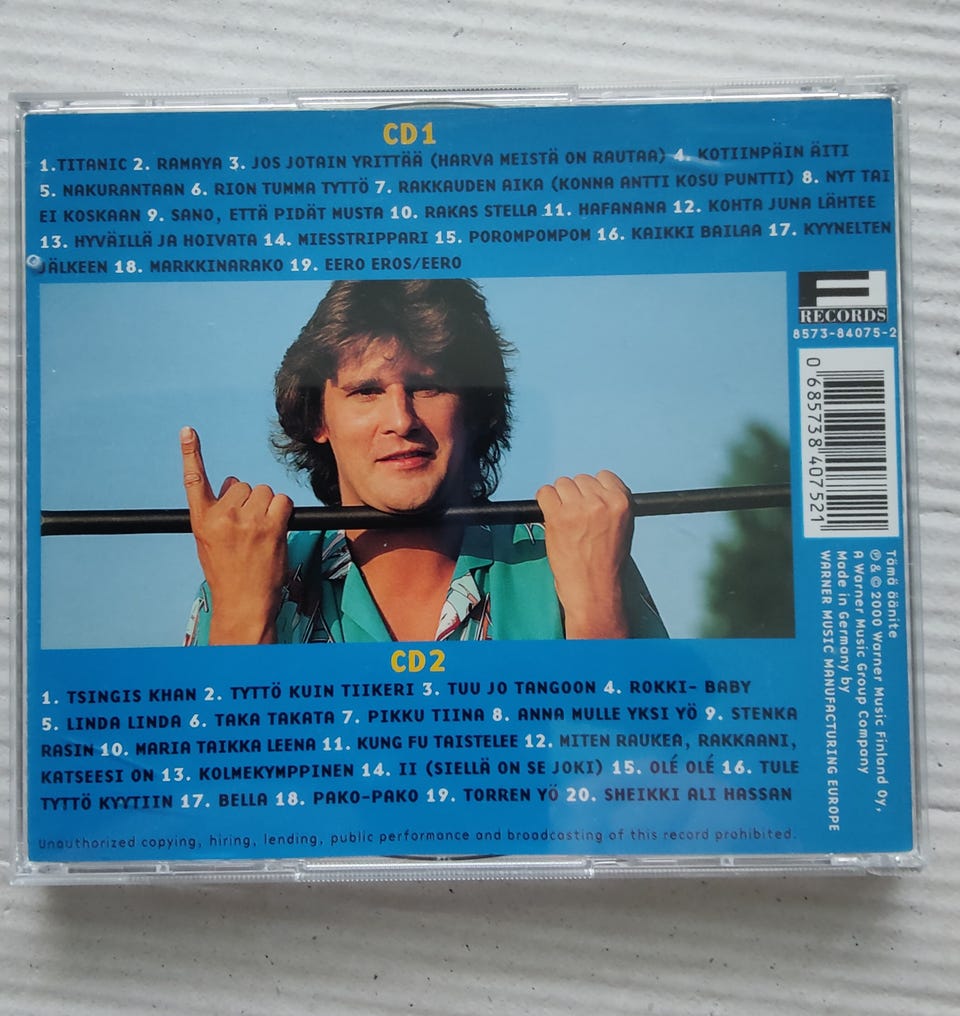 CD1
1.TITANIC 2. RAMAYA 3. JOS JOTAIN YRITTÄÄ (HARVA MEISTÄ ON RAUTAA) 4. KOTIINPÄIN ÄITI
5. NAKURANTAAN 6. RION TUMMA TYTTÖ 7. RAKKAUDEN AIKA (KONNA ANTTI KOSU PUNTTI) 8. NYT TAI
EI KOSKAAN 9. SANO, ETTÄ PIDÄT MUSTA 10. RAKAS STELLA 11. HAFANANA 12. KOHTA JUNA LÄHTEE
13. HYVÄILLÄ JA HOIVATA 14. MIESSTRIPPARI 15. POROMPOMPOM 16. KAIKKI BAILAA 17. KYYNELTEN
JÄLKEEN 18. MARKKINARAKO 19. EERO EROS/EERO
F RECORDS
8573-84075-2
0 685738 407521
Tämä äänite
℗ & © 2000 Warner Music Finland Oy,
A Warner Music Group Company
Made in Germany by
WARNER MUSIC MANUFACTURING EUROPE
CD2
1. TSINGIS KHAN 2. TYTTÖ KUIN TIIKERI 3. TUU JO TANGOON 4. ROKKI- BABY
5. LINDA LINDA 6. TAKA TAKATA 7. PIKKU TIINA 8. ANNA MULLE YKSI YÖ 9. STENKA
RASIN 10. MARIA TAIKKA LEENA 11. KUNG FU TAISTELEE 12. MITEN RAUKEA, RAKKAANI,
KATSEESI ON 13. KOLMEKYMPPINEN 14. II (SIELLÄ ON SE JOKI) 15. OLÉ OLÉ 16. TULE
TYTTÖ KYYTIIN 17. BELLA 18. PAKO-PAKO 19. TORREN YÖ 20. SHEIKKI ALI HASSAN
Unauthorized copying, hiring, lending, public performance and broadcasting of this record prohibited.